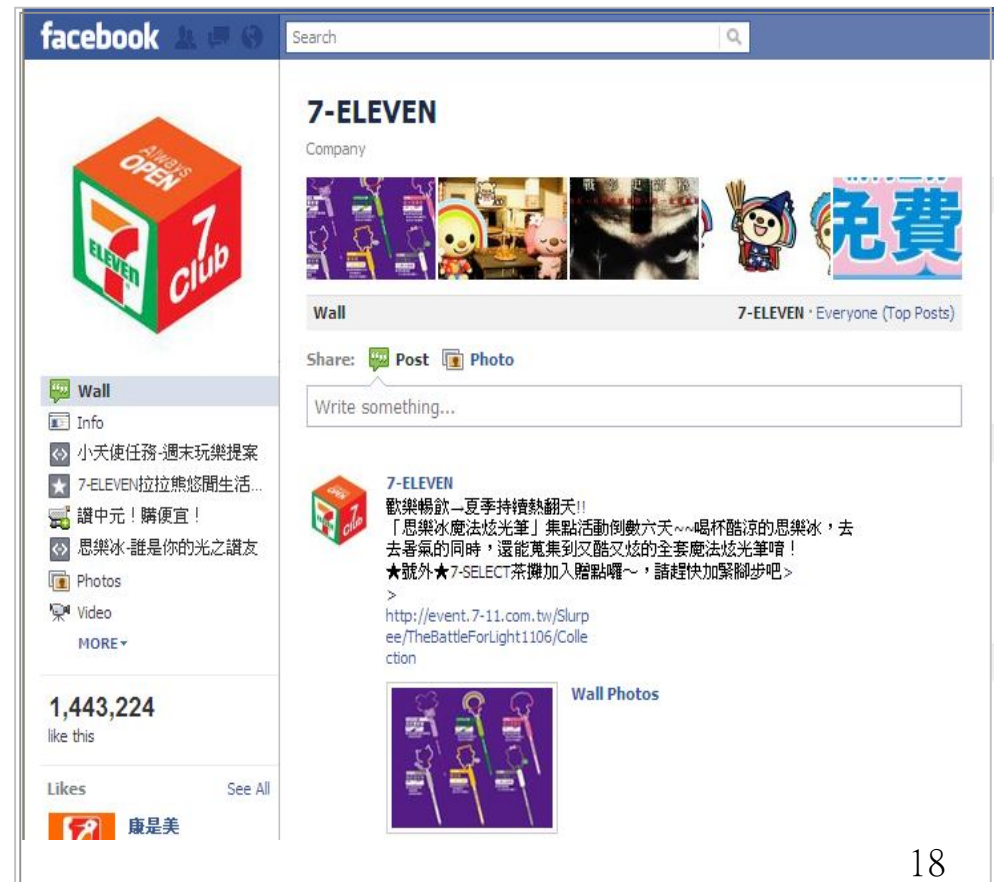 facebook
Search
Always
OPEN
7
ELEVEN
7
Club
7-ELEVEN
Company
免費
Wall
7-ELEVEN · Everyone (Top Posts)
Share: Post Photo
Write something...
Wall
Info
小天使任務-週末玩樂提案
7-ELEVEN拉拉熊悠閒生活...
讚中元！購便宜！
思樂冰-誰是你的光之讚友
Photos
Video
MORE
1,443,224
like this
Likes See All
康是美
7-ELEVEN
歡樂暢飲→夏季持續熱翻天!!
「思樂冰魔法炫光筆」集點活動倒數六天~~喝杯酷涼的思樂冰，去
去暑氣的同時，還能蒐集到又酷又炫的全套魔法炫光筆唷！
★號外★7-SELECT茶攤加入贈點囉～，請趕快加緊腳步吧>
>
http://event.7-11.com.tw/Slurp
ee/TheBattleForLight1106/Colle
ction
Wall Photos
18